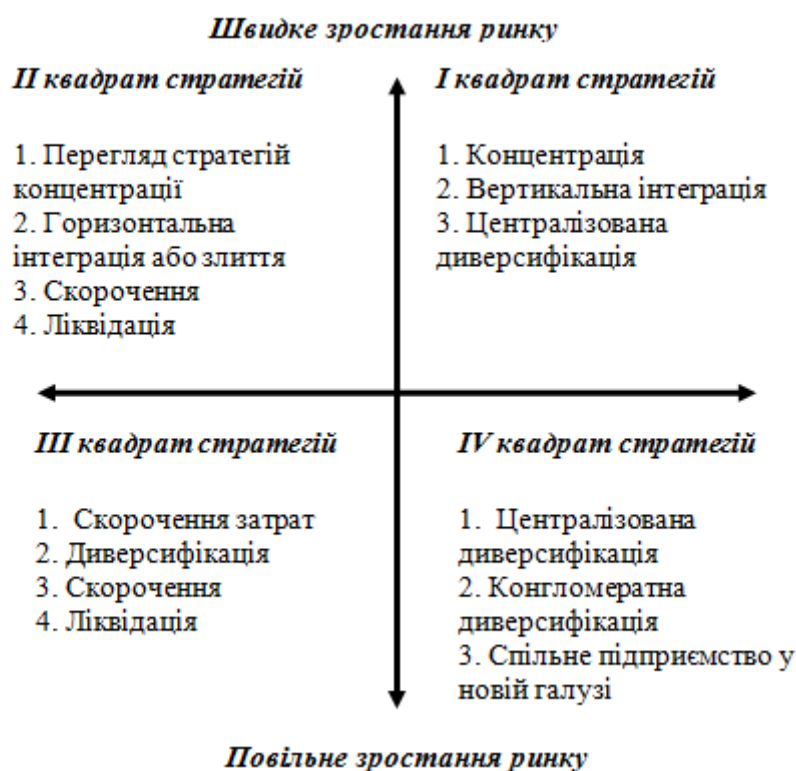 Швидке зростання ринку
II квадрат стратегій
1. Перегляд стратегій
концентрації
2. Горизонтальна
інтеграція або злиття
3. Скорочення
4. Ліквідація
I квадрат стратегій
1. Концентрація
2. Вертикальна інтеграція
3. Централізована
диверсифікація
III квадрат стратегій
1. Скорочення затрат
2. Диверсифікація
3. Скорочення
4. Ліквідація
IV квадрат стратегій
1. Централізована
диверсифікація
2. Конгломератна
диверсифікація
3. Спільне підприємство у
новій галузі
Повільне зростання ринку